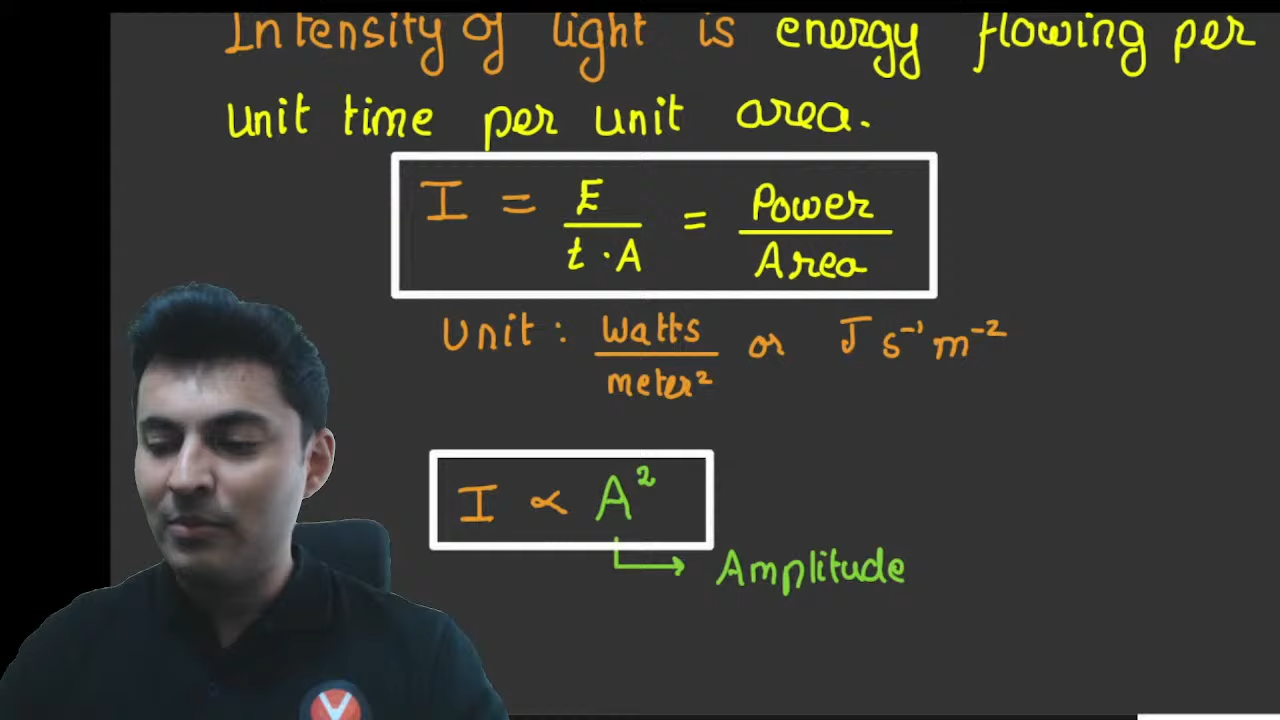 Intensity of light is energy flowing per
unit time per unit area.
I = E / t · A = Power / Area
Unit : Watts / meter² or J s⁻¹ m⁻²
I ∝ A²
Amplitude